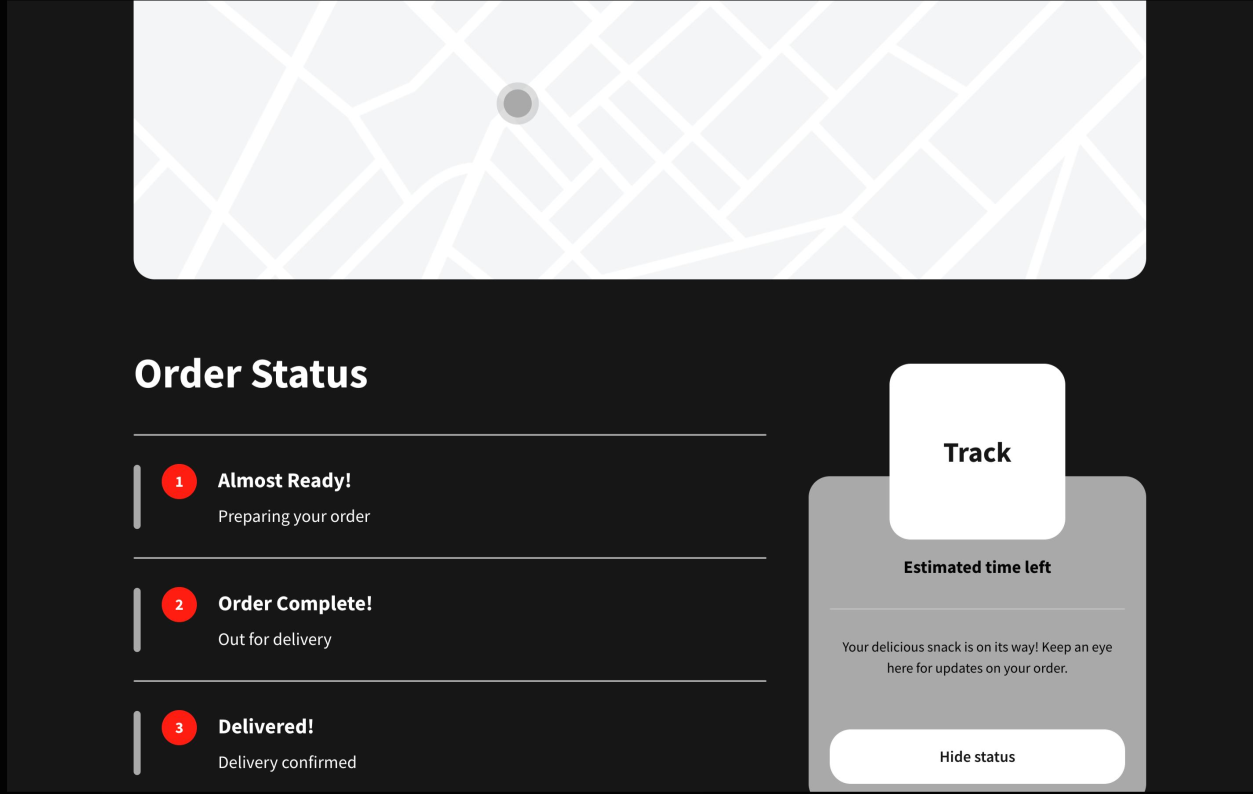 Order Status
1
Almost Ready!
Preparing your order
2
Order Complete!
Out for delivery
3
Delivered!
Delivery confirmed
Track
Estimated time left
Your delicious snack is on its way! Keep an eye
here for updates on your order.
Hide status